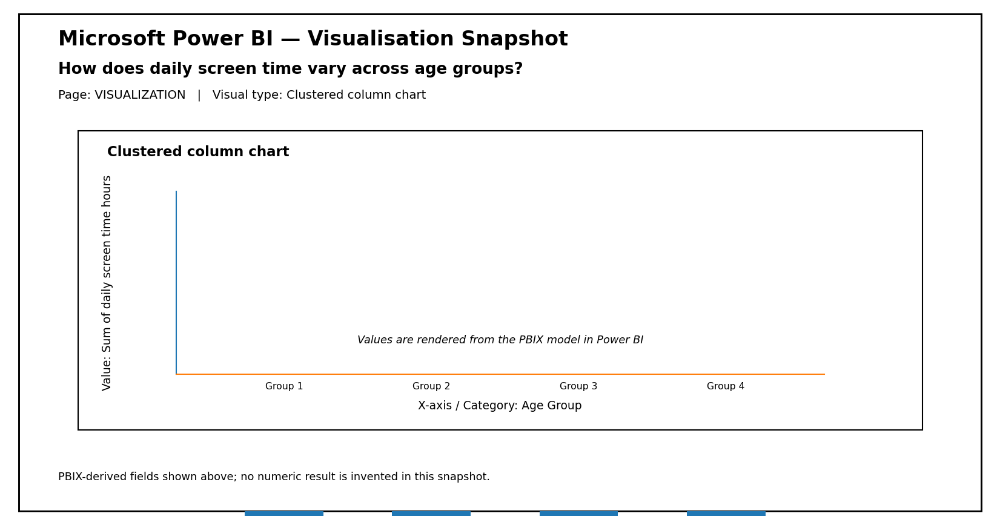 Microsoft Power BI — Visualisation Snapshot
How does daily screen time vary across age groups?
Page: VISUALIZATION   |   Visual type: Clustered column chart
Clustered column chart
Value: Sum of daily screen time hours
Values are rendered from the PBIX model in Power BI
Group 1
Group 2
Group 3
Group 4
X-axis / Category: Age Group
PBIX-derived fields shown above; no numeric result is invented in this snapshot.